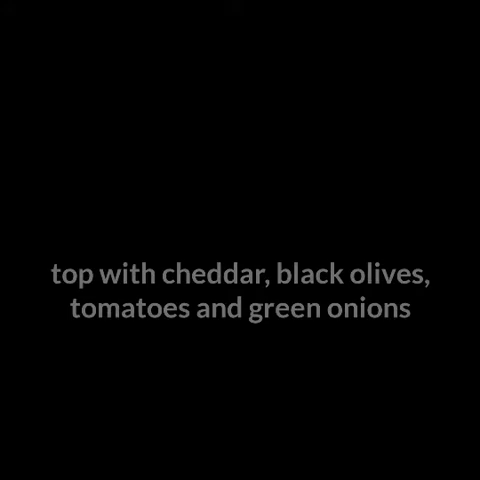 top with cheddar, black olives,
tomatoes and green onions